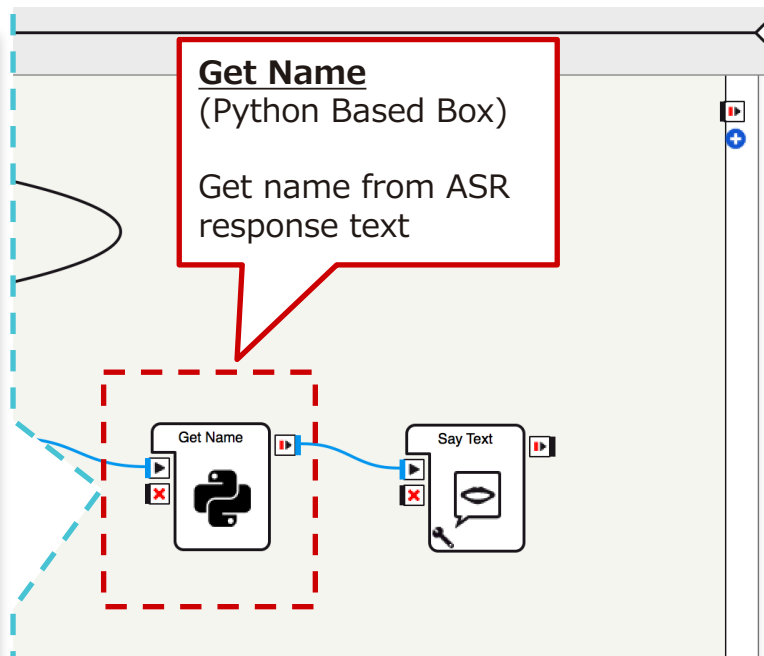 Get Name
(Python Based Box)
Get name from ASR
response text
Get Name
Say Text